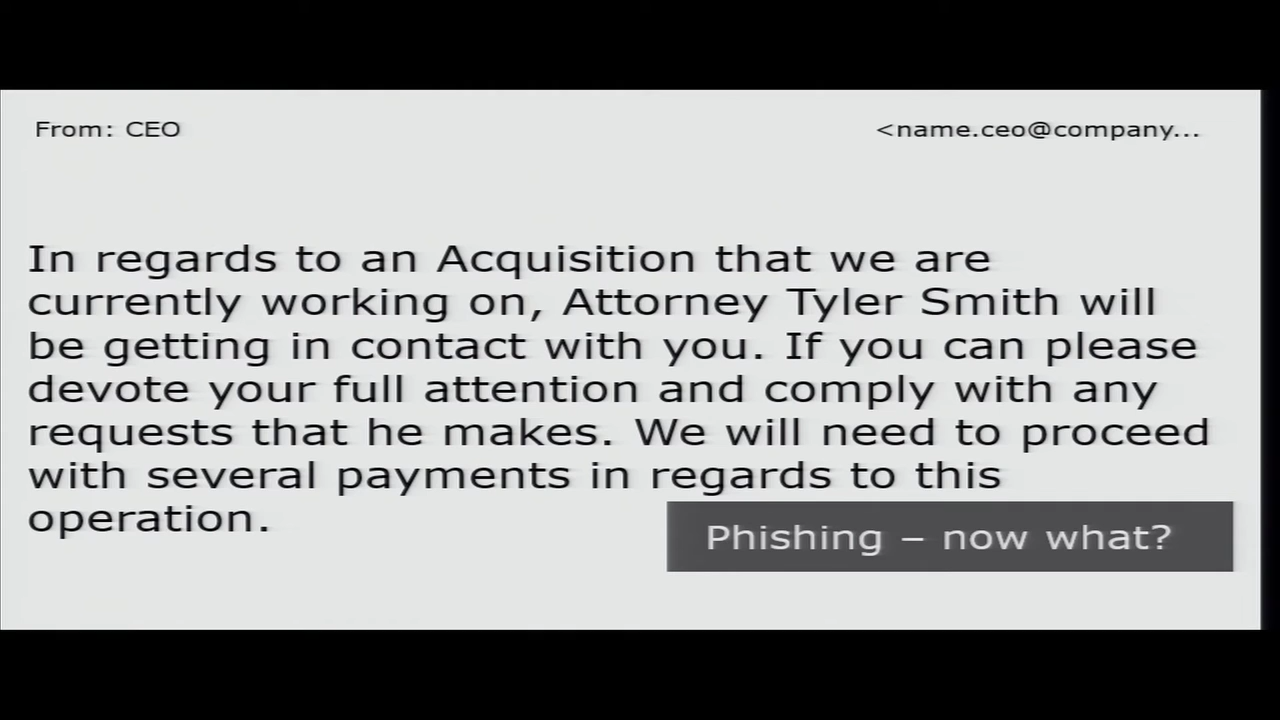 From: CEO <name.ceo@company...
In regards to an Acquisition that we are
currently working on, Attorney Tyler Smith will
be getting in contact with you. If you can please
devote your full attention and comply with any
requests that he makes. We will need to proceed
with several payments in regards to this
operation.
Phishing – now what?